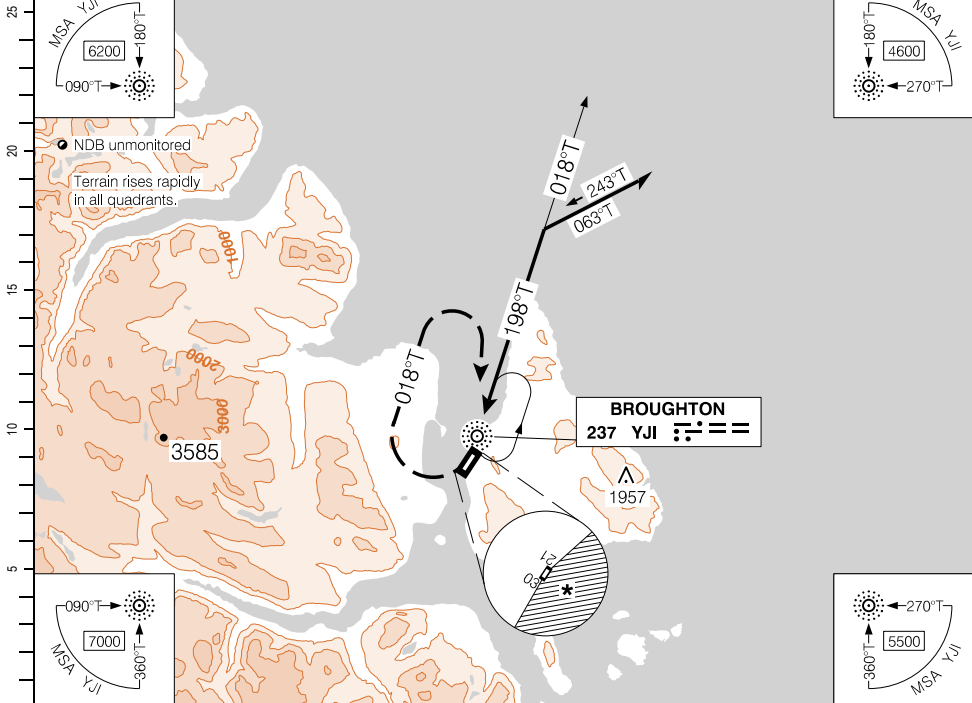 25
20
15
10
5
MSA YJI
180°T
6200
090°T
MSA YJI
180°T
4600
270°T
NDB unmonitored
Terrain rises rapidly
in all quadrants.
018°T
243°T
063°T
1000
198°T
2000
018°T
3000
3585
BROUGHTON
237 YJI
1957
21
03
*
090°T
7000
360°T
MSA YJI
270°T
5500
360°T
MSA YJI